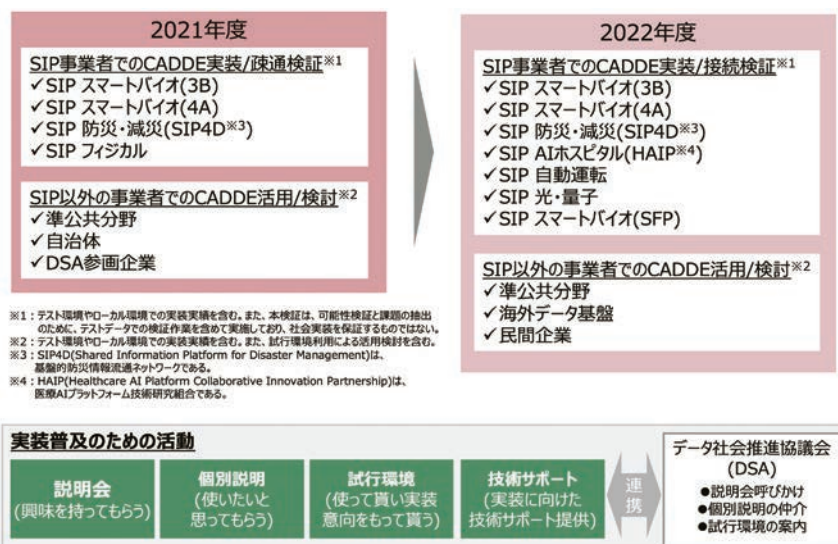 2021年度
SIP事業者でのCADDE実装/疎通検証※1
✓SIP スマートバイオ(3B)
✓SIP スマートバイオ(4A)
✓SIP 防災・減災(SIP4D※3)
✓SIP フィジカル
SIP以外の事業者でのCADDE活用/検討※2
✓準公共分野
✓自治体
✓DSA参画企業
※1：テスト環境やローカル環境での実装実績を含む。また、本検証は、可能性検証と課題の抽出
のために、テストデータでの検証作業を含めて実施しており、社会実装を保証するものではない。
※2：テスト環境やローカル環境での実装実績を含む。また、試行環境利用による活用検討を含む。
※3：SIP4D(Shared Information Platform for Disaster Management)は、
基盤的防災情報流通ネットワークである。
※4：HAIP(Healthcare AI Platform Collaborative Innovation Partnership)は、
医療AIプラットフォーム技術研究組合である。
2022年度
SIP事業者でのCADDE実装/接続検証※1
✓SIP スマートバイオ(3B)
✓SIP スマートバイオ(4A)
✓SIP 防災・減災(SIP4D※3)
✓SIP AIホスピタル(HAIP※4)
✓SIP 自動運転
✓SIP 光・量子
✓SIP スマートバイオ(SFP)
SIP以外の事業者でのCADDE活用/検討※2
✓準公共分野
✓海外データ基盤
✓民間企業
実装普及のための活動
説明会
(興味を持ってもらう)
個別説明
(使いたいと
思ってもらう)
試行環境
(使って貰い実装
意向をもって貰う)
技術サポート
(実装に向けた
技術サポート提供)
連携
データ社会推進協議会
(DSA)
●説明会呼びかけ
●個別説明の仲介
●試行環境の案内